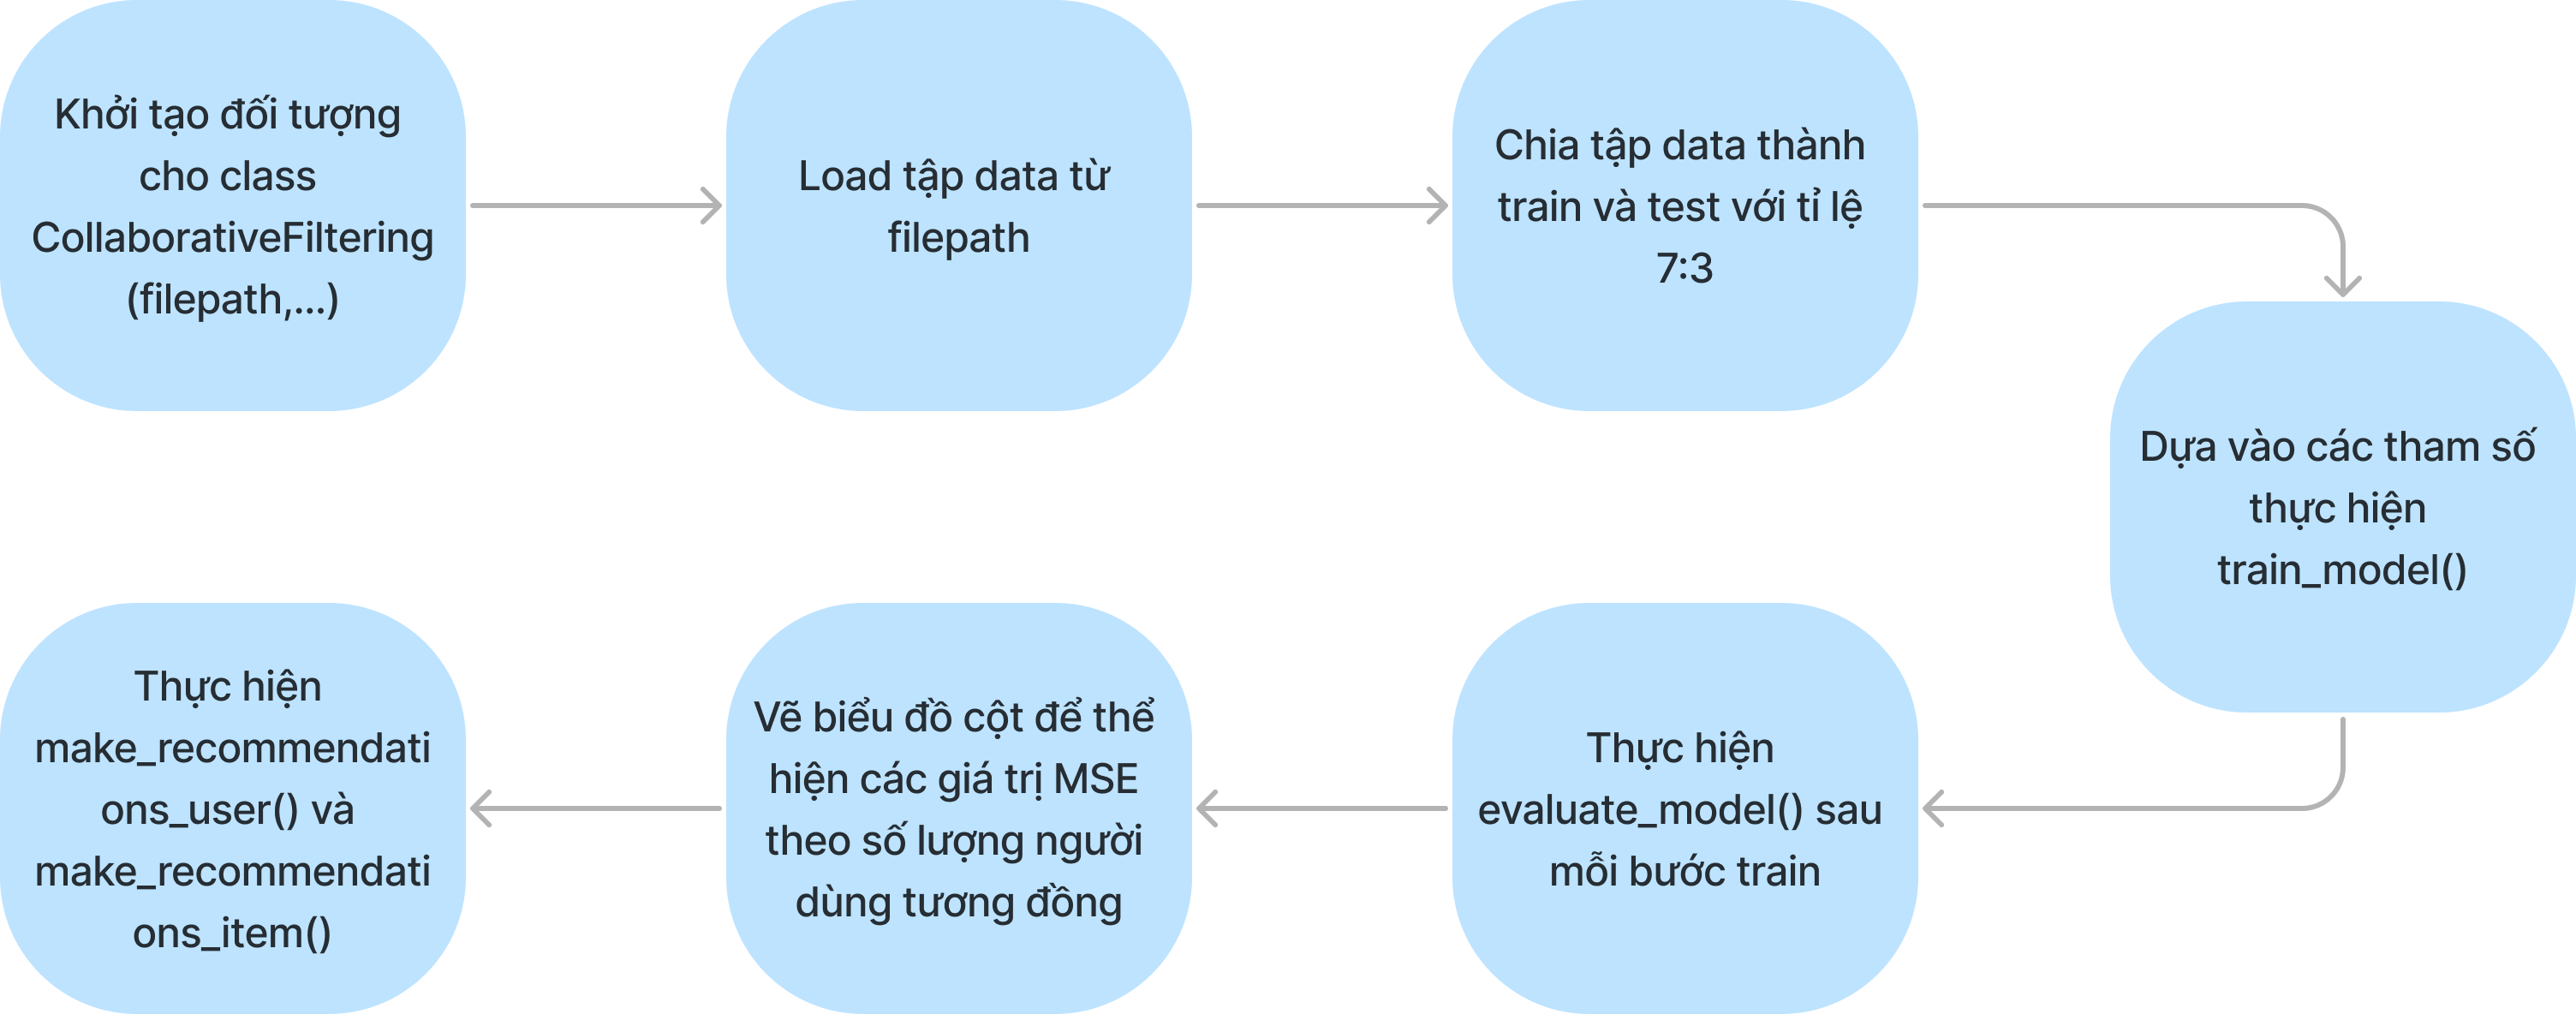 Khởi tạo đối tượng
cho class
CollaborativeFiltering
(filepath,...)
Load tập data từ
filepath
Chia tập data thành
train và test với tỉ lệ
7:3
Dựa vào các tham số
thực hiện
train_model()
Thực hiện
evaluate_model() sau
mỗi bước train
Vẽ biểu đồ cột để thể
hiện các giá trị MSE
theo số lượng người
dùng tương đồng
Thực hiện
make_recommendati
ons_user() và
make_recommendati
ons_item()